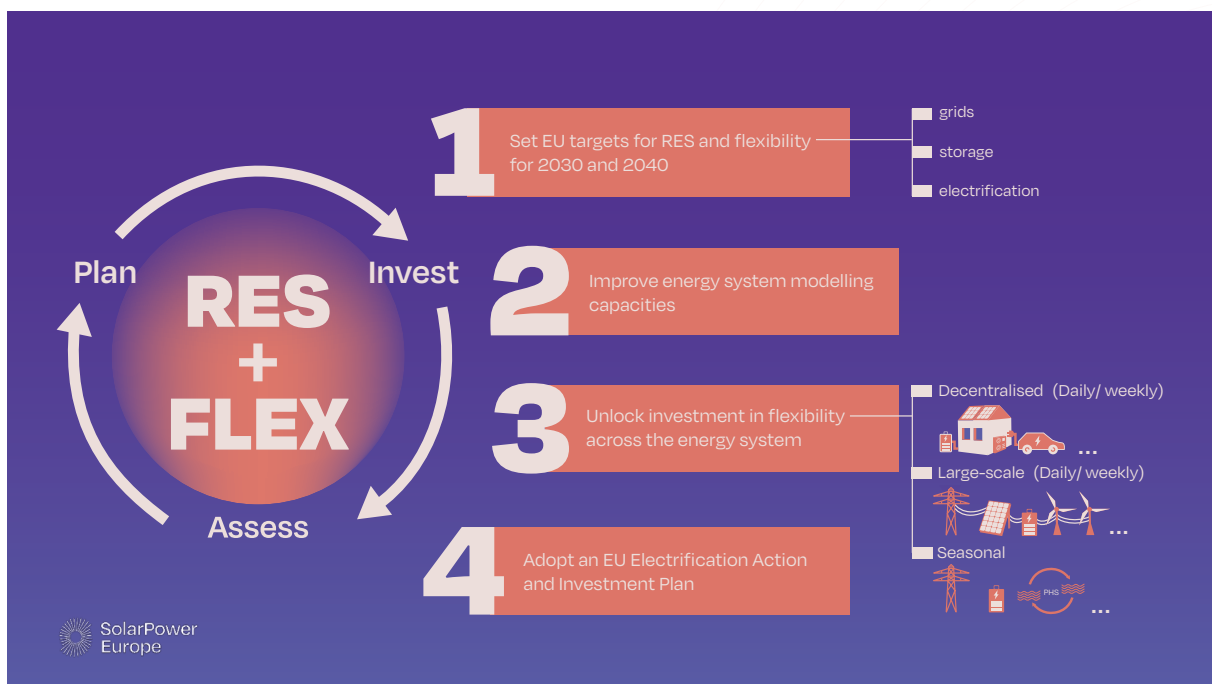 Plan
Invest
Assess
RES
+
FLEX
1
Set EU targets for RES and flexibility
for 2030 and 2040
grids
storage
electrification
2
Improve energy system modelling
capacities
3
Unlock investment in flexibility
across the energy system
Decentralised (Daily/ weekly)
...
Large-scale (Daily/ weekly)
...
Seasonal
PHS
...
4
Adopt an EU Electrification Action
and Investment Plan
SolarPower
Europe